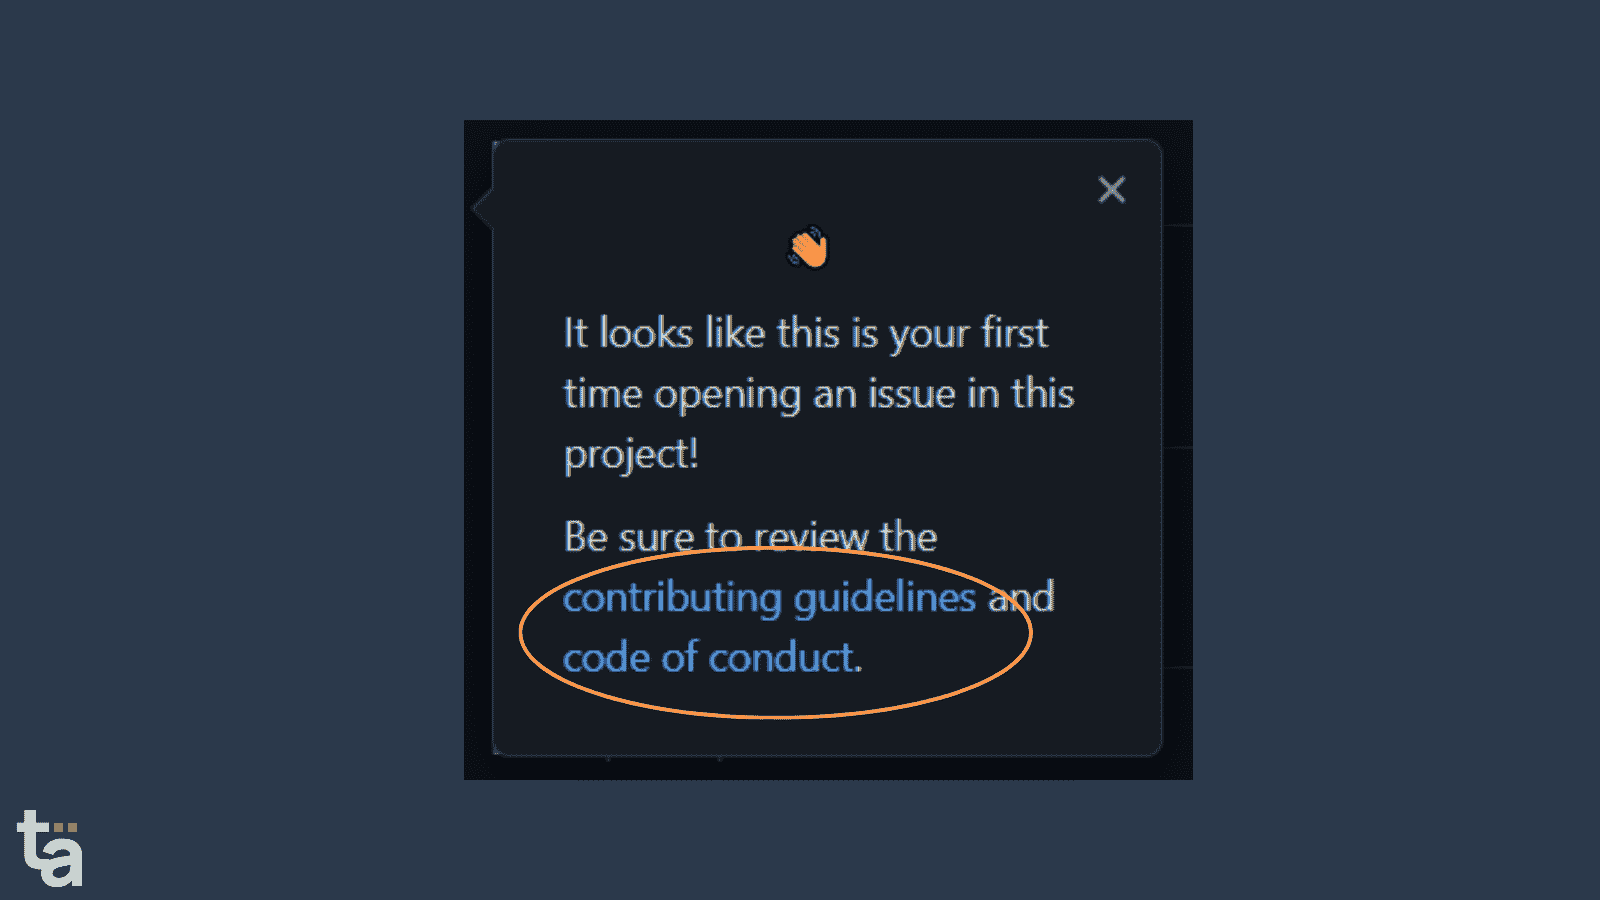 It looks like this is your first
time opening an issue in this
project!
Be sure to review the
contributing guidelines and
code of conduct.
tä